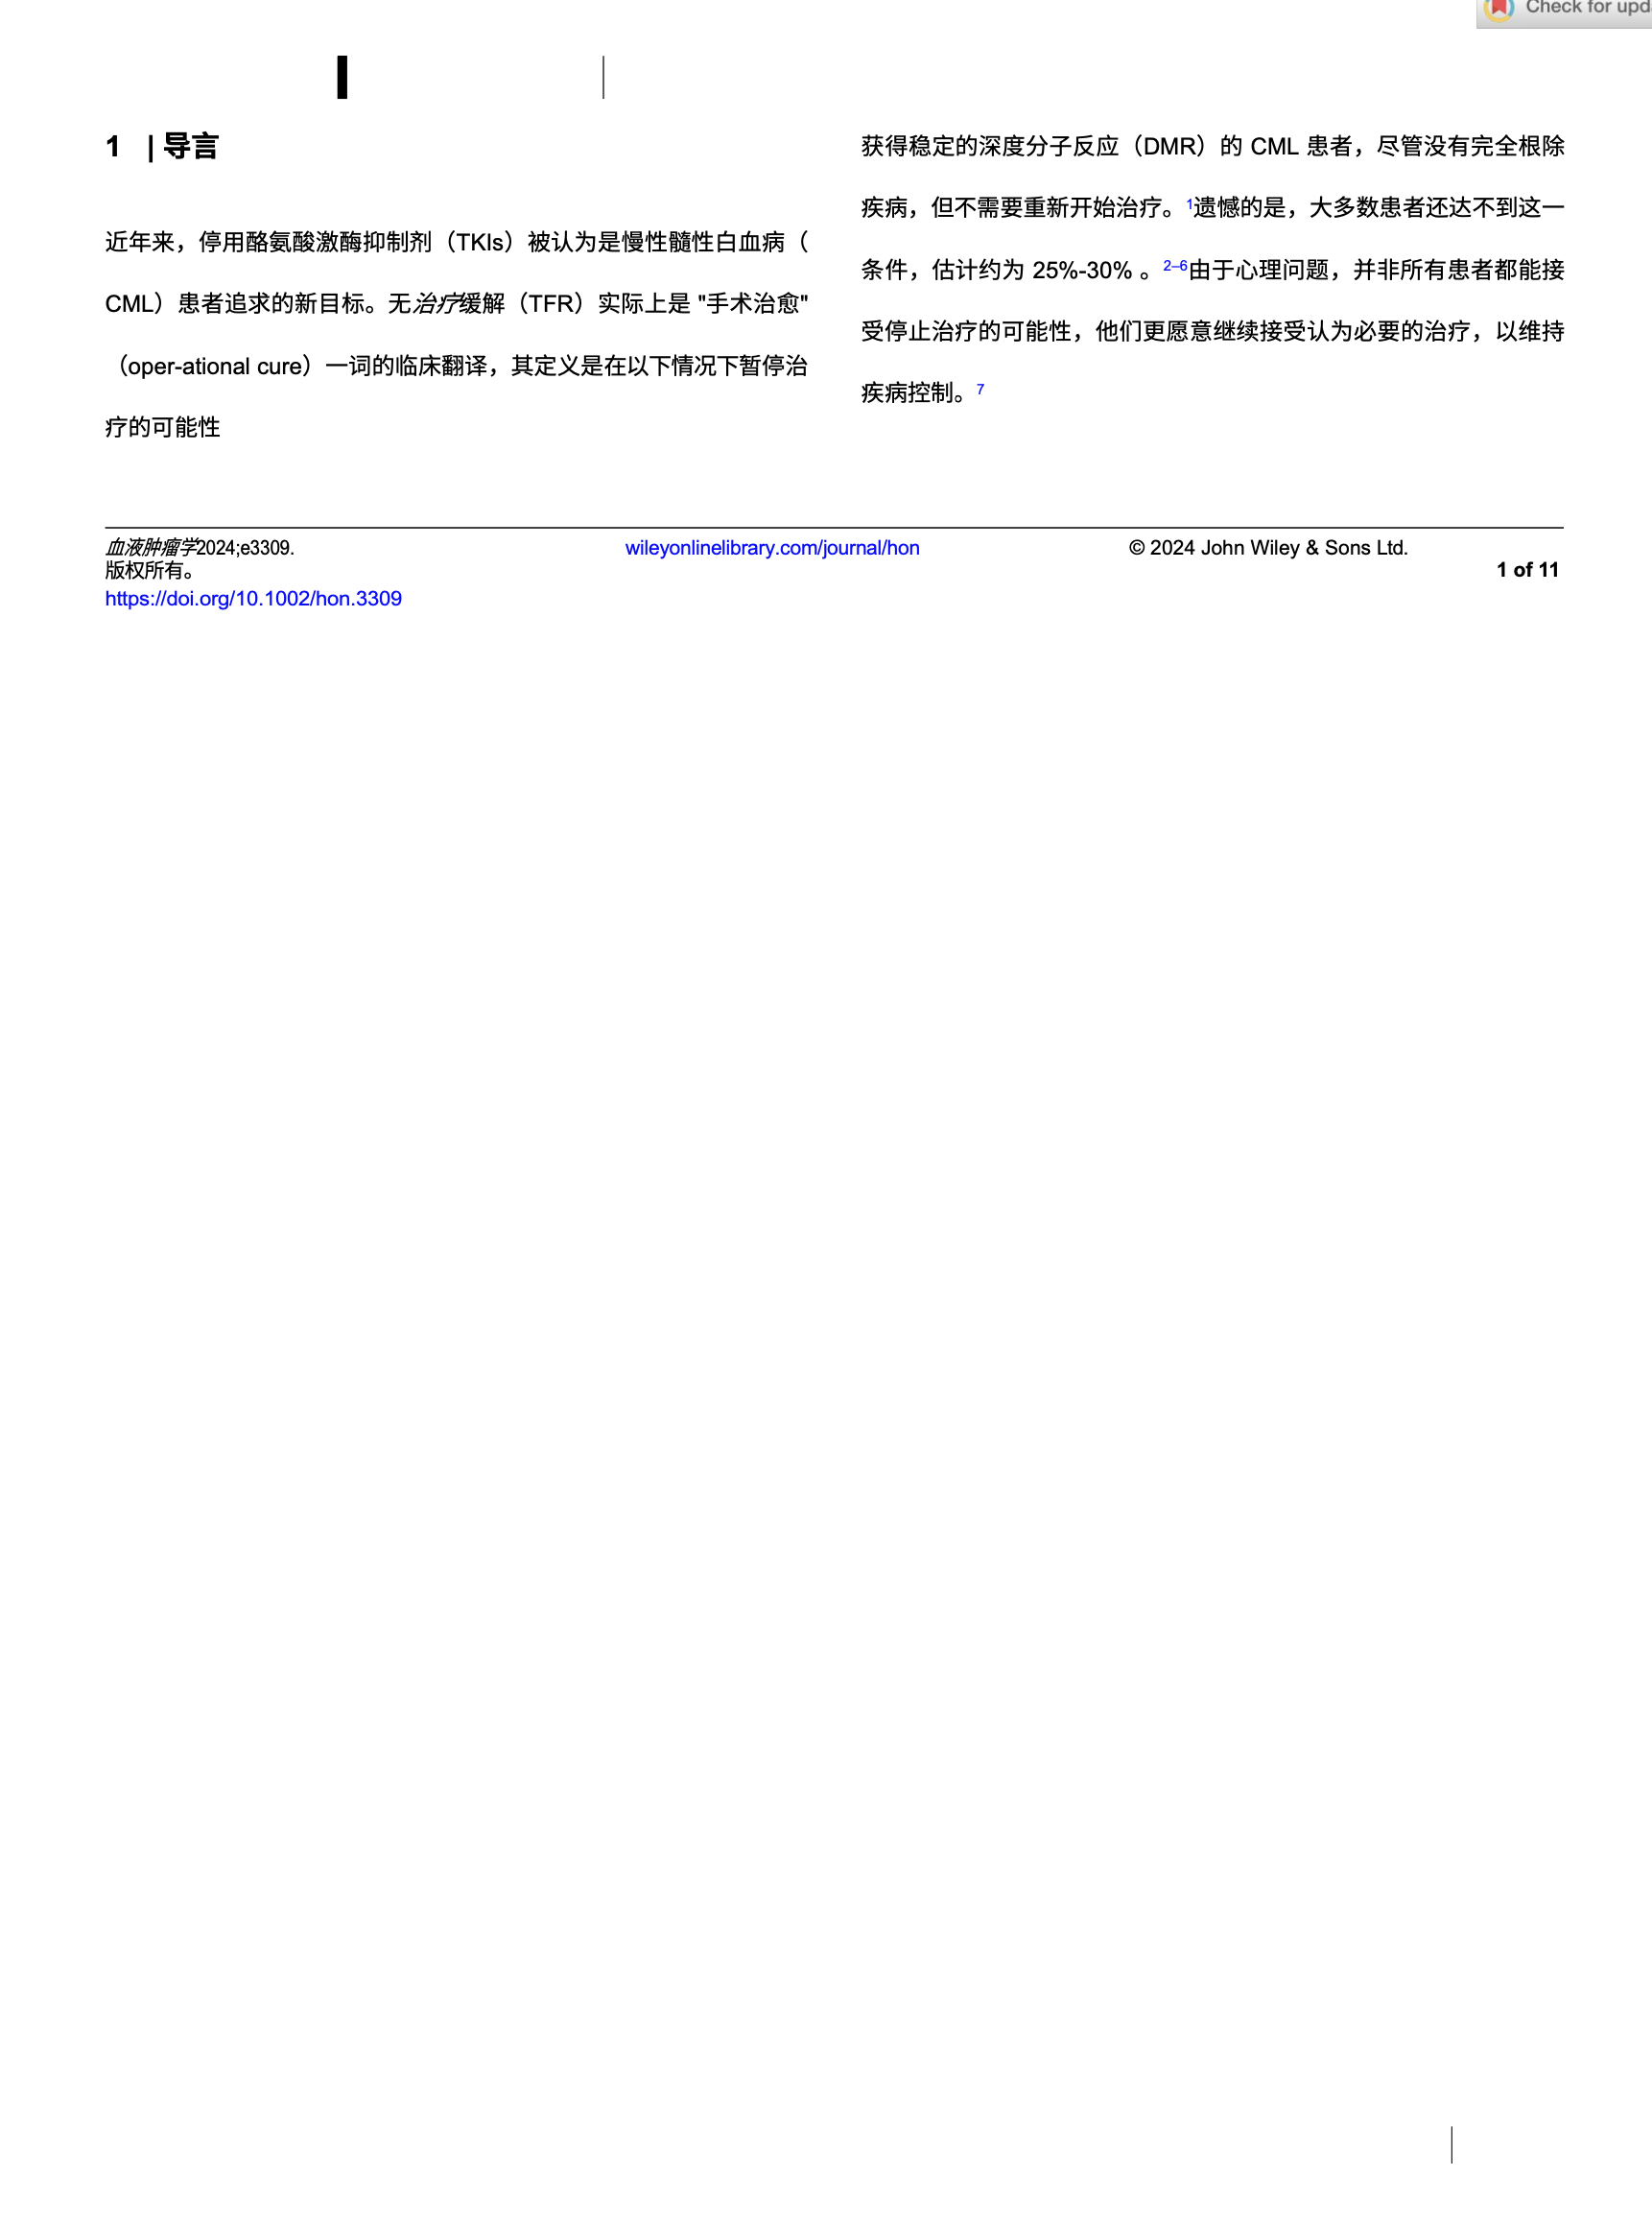 Check for upd
1 | 导言
近年来，停用酪氨酸激酶抑制剂（TKIs）被认为是慢性髓性白血病（
CML）患者追求的新目标。无治疗缓解（TFR）实际上是 "手术治愈"
（oper-ational cure）一词的临床翻译，其定义是在以下情况下暂停治
疗的可能性
获得稳定的深度分子反应（DMR）的 CML 患者，尽管没有完全根除
疾病，但不需要重新开始治疗。1遗憾的是，大多数患者还达不到这一
条件，估计约为 25%-30% 。2–6由于心理问题，并非所有患者都能接
受停止治疗的可能性，他们更愿意继续接受认为必要的治疗，以维持
疾病控制。7
血液肿瘤学2024;e3309. wileyonlinelibrary.com/journal/hon © 2024 John Wiley & Sons Ltd.
版权所有。 1 of 11
https://doi.org/10.1002/hon.3309